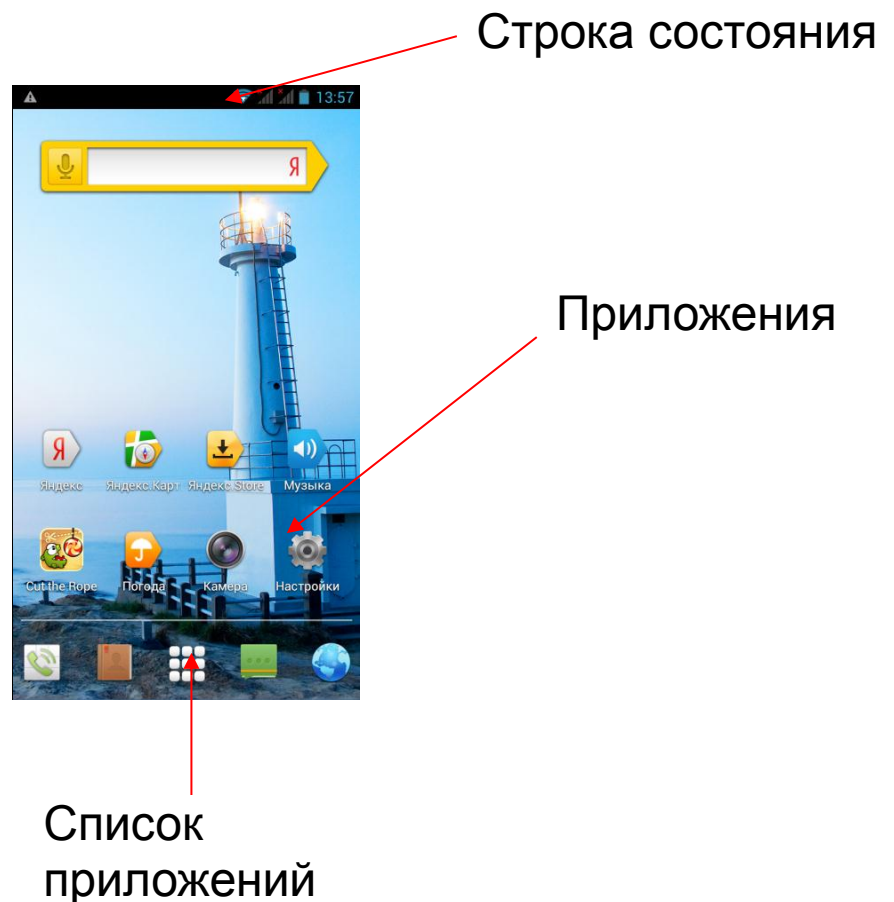 Строка состояния
13:57
Я
Приложения
Я
Яндекс Яндекс.Карт Яндекс.Store Музыка
Cut the Rope Погода Камера Настройки
Список
приложений